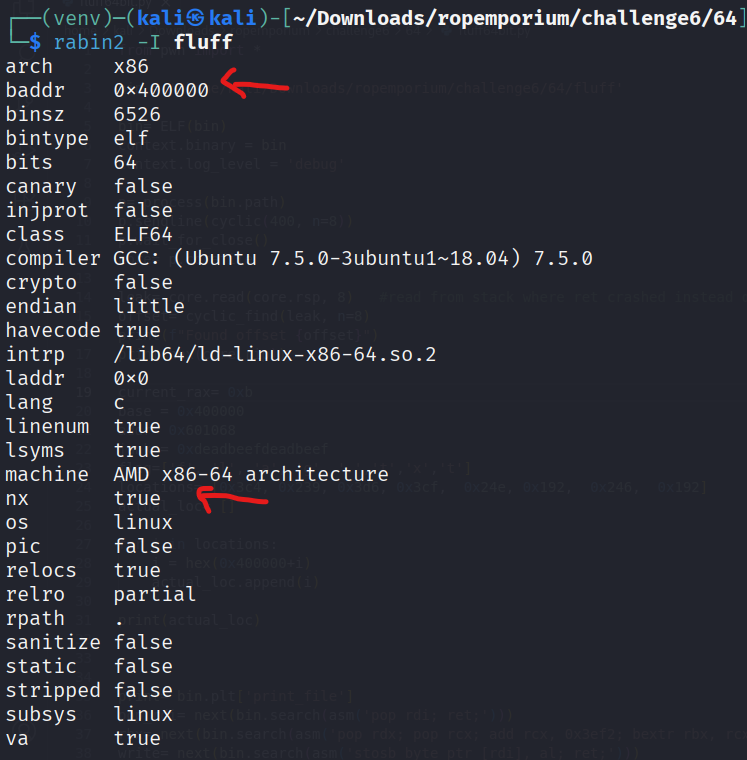 (venv)─(kali㉿kali)-[~/Downloads/ropemporium/challenge6/64]
$ rabin2 -I fluff
arch     x86
baddr    0×400000
binsz    6526
bintype  elf
bits     64
canary   false
injprot  false
class    ELF64
compiler GCC: (Ubuntu 7.5.0-3ubuntu1~18.04) 7.5.0
crypto   false
endian   little
havecode true
intrp    /lib64/ld-linux-x86-64.so.2
laddr    0×0
lang     c
linenum  true
lsyms    true
machine  AMD x86-64 architecture
nx       true
os       linux
pic      false
relocs   true
relro    partial
rpath    .
sanitize false
static   false
stripped false
subsys   linux
va       true